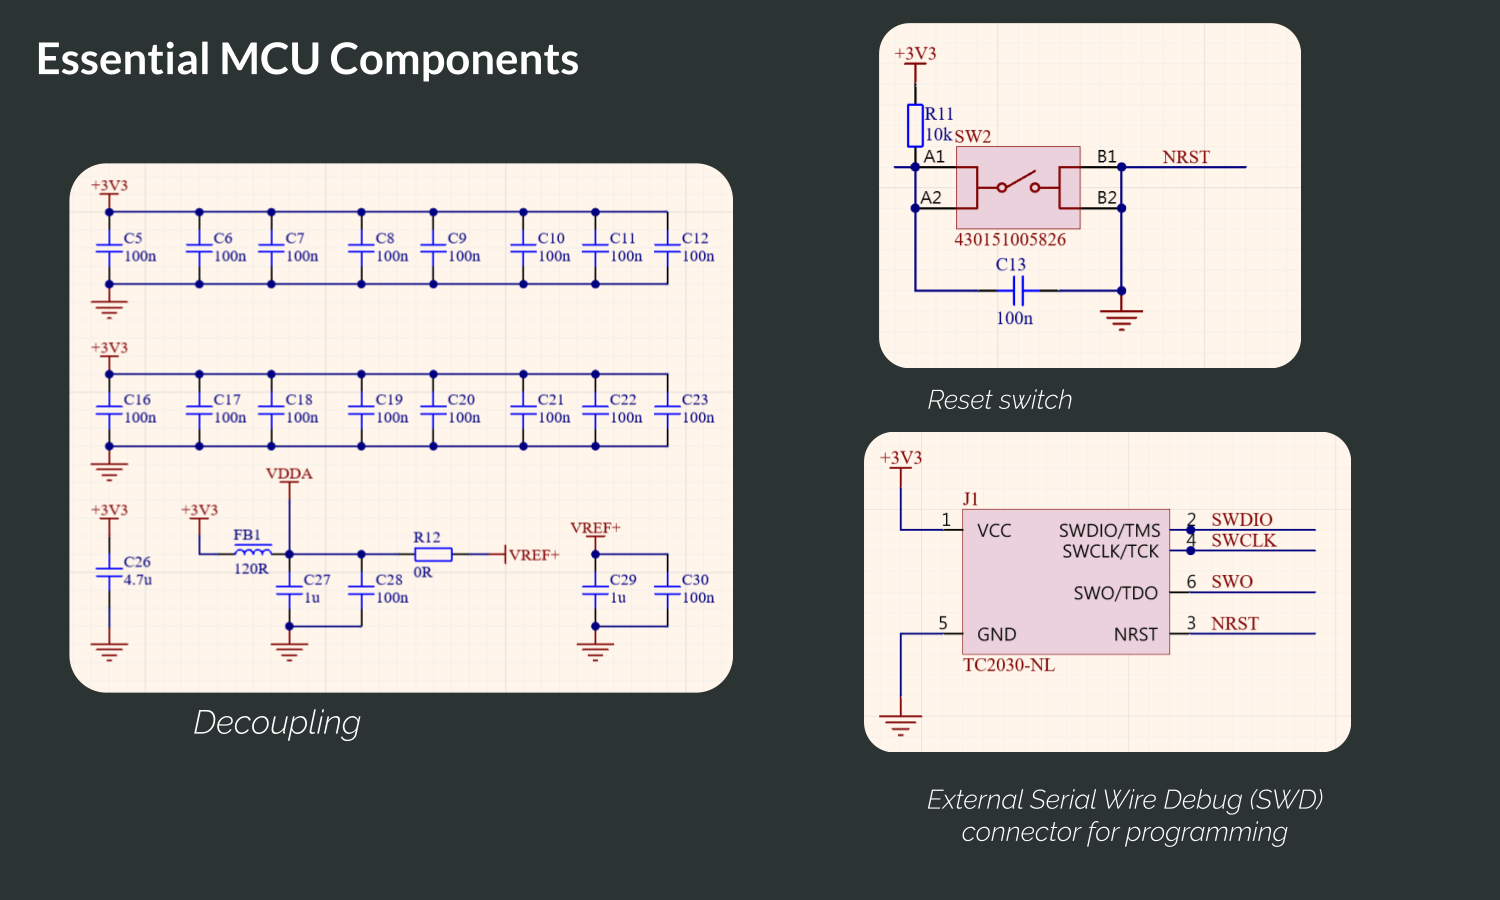 Essential MCU Components
+3V3
C5 C6 C7 C8 C9 C10 C11 C12
100n 100n 100n 100n 100n 100n 100n 100n
+3V3
C16 C17 C18 C19 C20 C21 C22 C23
100n 100n 100n 100n 100n 100n 100n 100n
VDDA
+3V3 +3V3
VREF+
FB1 R12
VREF+
C26
4.7u
120R 0R
C27 C28 C29 C30
1u 100n 1u 100n
Decoupling
+3V3
R11
10k SW2
A1 B1 NRST
A2 B2
430151005826
C13
100n
Reset switch
+3V3
J1
1 VCC SWDIO/TMS 2 SWDIO
SWCLK/TCK 4 SWCLK
SWO/TDO 6 SWO
5 GND NRST 3 NRST
TC2030-NL
External Serial Wire Debug (SWD)
connector for programming